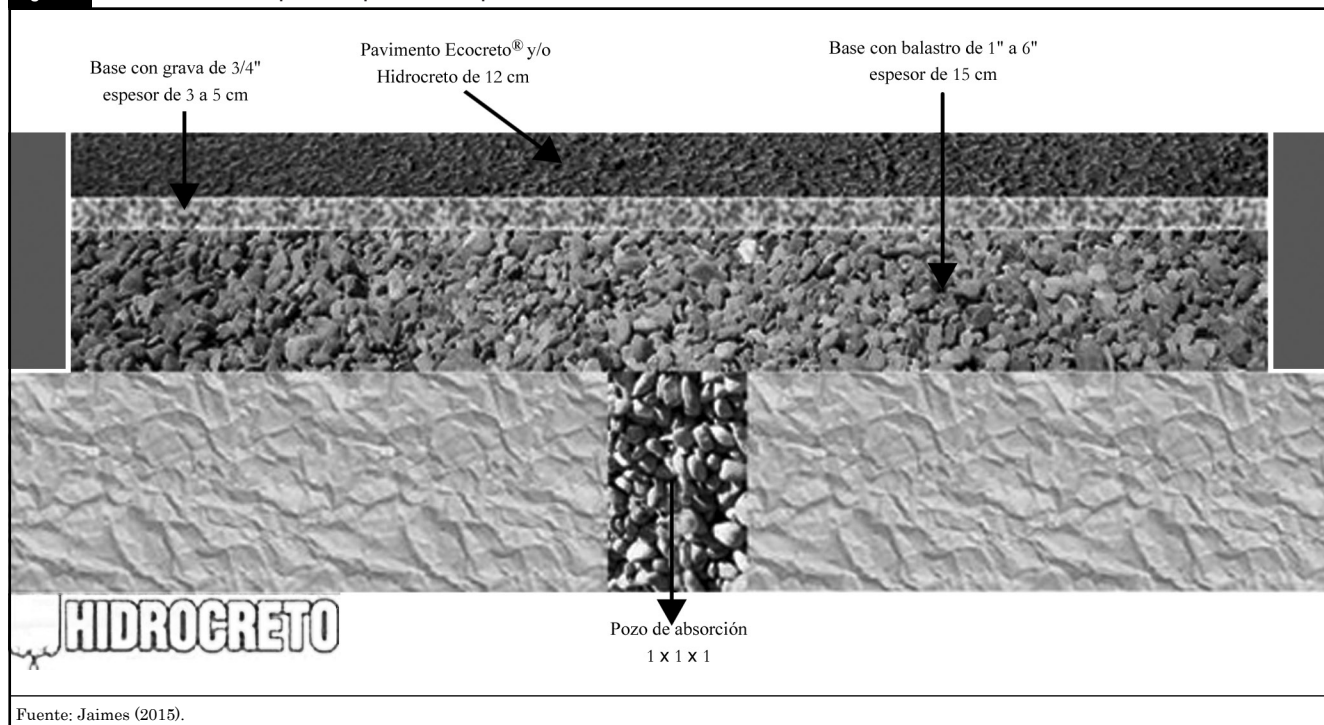 Base con grava de 3/4"
espesor de 3 a 5 cm
Pavimento Ecocreto® y/o
Hidrocreto de 12 cm
Base con balastro de 1" a 6"
espesor de 15 cm
HIDROCRETO
Pozo de absorción
1 x 1 x 1
Fuente: Jaimes (2015).